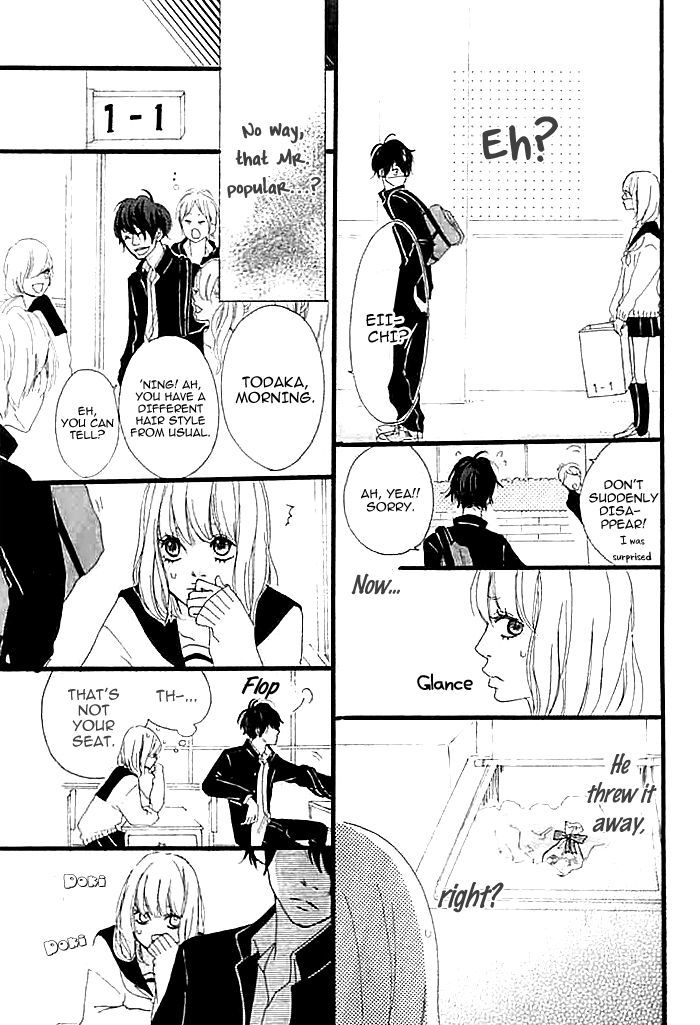 Eh?
EII-
CHI?
1-1
DON'T
SUDDENLY
DISA-
PPEAR!
I was
surprised
AH, YEA!!
SORRY.
Now...
Glance
He
threw it
away,
right?
No way,
that Mr
popular...?
1-1
TODAKA,
MORNING.
'NING! AH,
YOU HAVE A
DIFFERENT
HAIR STYLE
FROM USUAL.
EH,
YOU CAN
TELL?
Flop
TH-...
THAT'S
NOT
YOUR
SEAT.
Doki
Doki